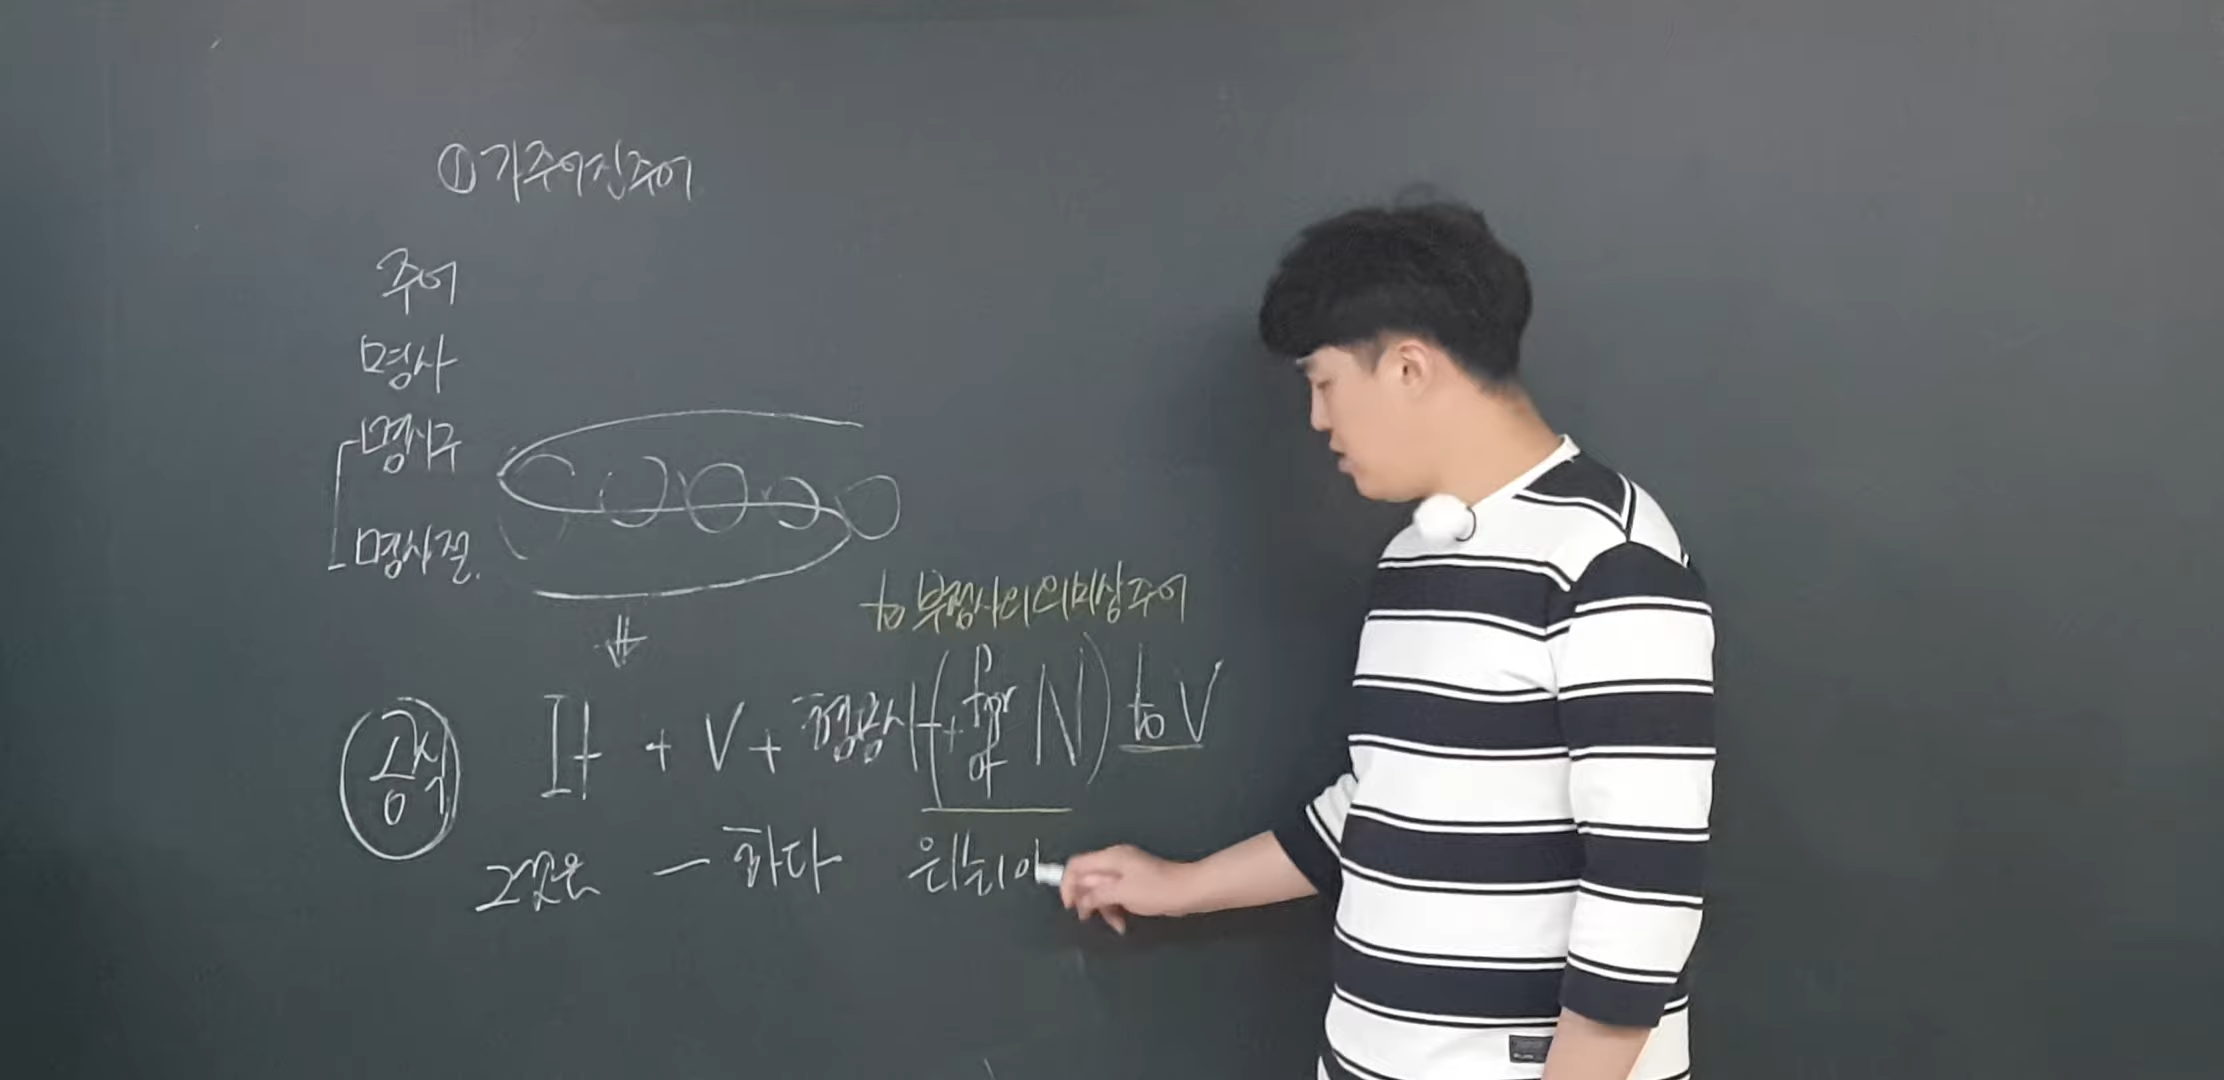 ① 가주어진주어
주어
명사
명사구
명사절.
to 부정사의 의미상주어
공식 It + V + 형용사 (+ for of N) to V
그것은 ㅡ 하다 은/는/이